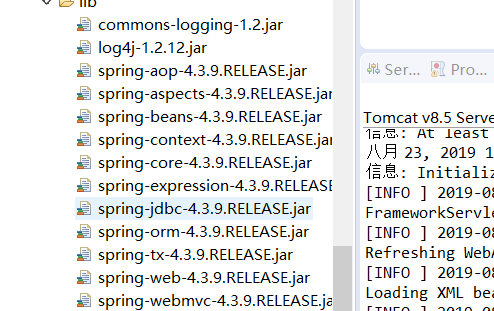 lib
commons-logging-1.2.jar
log4j-1.2.12.jar
spring-aop-4.3.9.RELEASE.jar
spring-aspects-4.3.9.RELEASE.jar
spring-beans-4.3.9.RELEASE.jar
spring-context-4.3.9.RELEASE.jar
spring-core-4.3.9.RELEASE.jar
spring-expression-4.3.9.RELEASE
spring-jdbc-4.3.9.RELEASE.jar
spring-orm-4.3.9.RELEASE.jar
spring-tx-4.3.9.RELEASE.jar
spring-web-4.3.9.RELEASE.jar
spring-webmvc-4.3.9.RELEASE.ja
Ser... Pro...
Tomcat v8.5 Serve
信息: At least
八月 23, 2019 1
信息: Initializ
[INFO ] 2019-08
FrameworkServle
[INFO ] 2019-08
Refreshing WebA
[INFO ] 2019-08
Loading XML bea
[INFO ] 2019-08